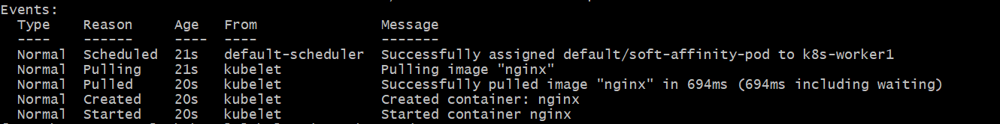 Events:
Type Reason Age From Message
---- ------ ---- ---- -------
Normal Scheduled 21s default-scheduler Successfully assigned default/soft-affinity-pod to k8s-worker1
Normal Pulling 21s kubelet Pulling image "nginx"
Normal Pulled 20s kubelet Successfully pulled image "nginx" in 694ms (694ms including waiting)
Normal Created 20s kubelet Created container: nginx
Normal Started 20s kubelet Started container nginx